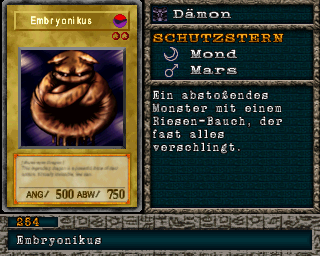 Embryonikus
ANG/ 500 ABW/ 750
Dämon
SCHUTZSTERN
Mond
Mars
Ein abstoßendes
Monster mit einem
Riesen-Bauch, der
fast alles
verschlingt.
254
Embryonikus